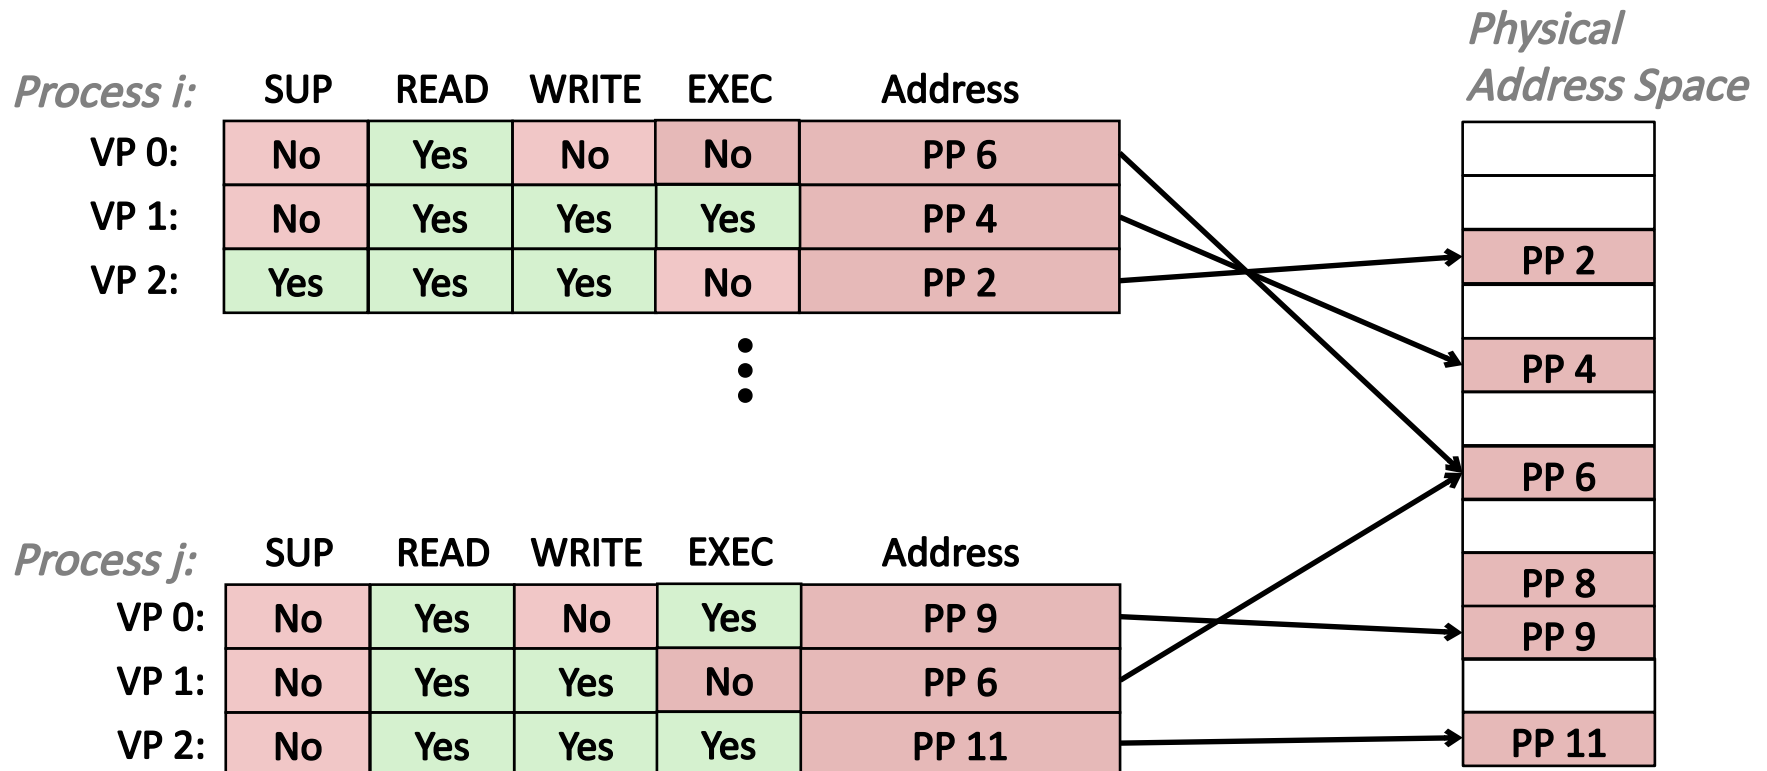 Physical
Address Space
Process i: SUP READ WRITE EXEC Address
VP 0: No Yes No No PP 6
VP 1: No Yes Yes Yes PP 4
VP 2: Yes Yes Yes No PP 2
PP 2
PP 4
PP 6
PP 8
PP 9
PP 11
Process j: SUP READ WRITE EXEC Address
VP 0: No Yes No Yes PP 9
VP 1: No Yes Yes No PP 6
VP 2: No Yes Yes Yes PP 11